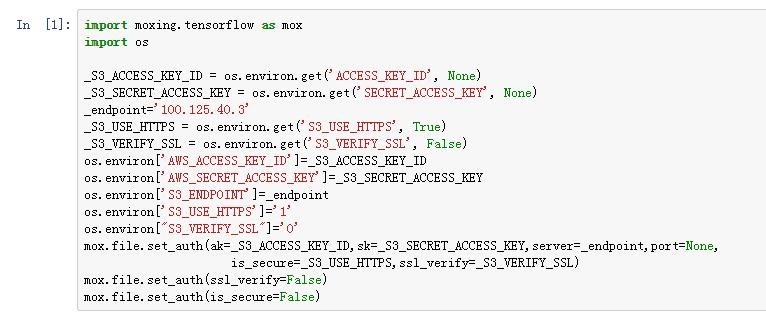 In [1]: import moxing.tensorflow as mox
import os

_S3_ACCESS_KEY_ID = os.environ.get('ACCESS_KEY_ID', None)
_S3_SECRET_ACCESS_KEY = os.environ.get('SECRET_ACCESS_KEY', None)
_endpoint='100.125.40.3'
_S3_USE_HTTPS = os.environ.get('S3_USE_HTTPS', True)
_S3_VERIFY_SSL = os.environ.get('S3_VERIFY_SSL', False)
os.environ['AWS_ACCESS_KEY_ID']=_S3_ACCESS_KEY_ID
os.environ['AWS_SECRET_ACCESS_KEY']=_S3_SECRET_ACCESS_KEY
os.environ['S3_ENDPOINT']=_endpoint
os.environ['S3_USE_HTTPS']='1'
os.environ["S3_VERIFY_SSL"]='0'
mox.file.set_auth(ak=_S3_ACCESS_KEY_ID,sk=_S3_SECRET_ACCESS_KEY,server=_endpoint,port=None,
is_secure=_S3_USE_HTTPS,ssl_verify=_S3_VERIFY_SSL)
mox.file.set_auth(ssl_verify=False)
mox.file.set_auth(is_secure=False)